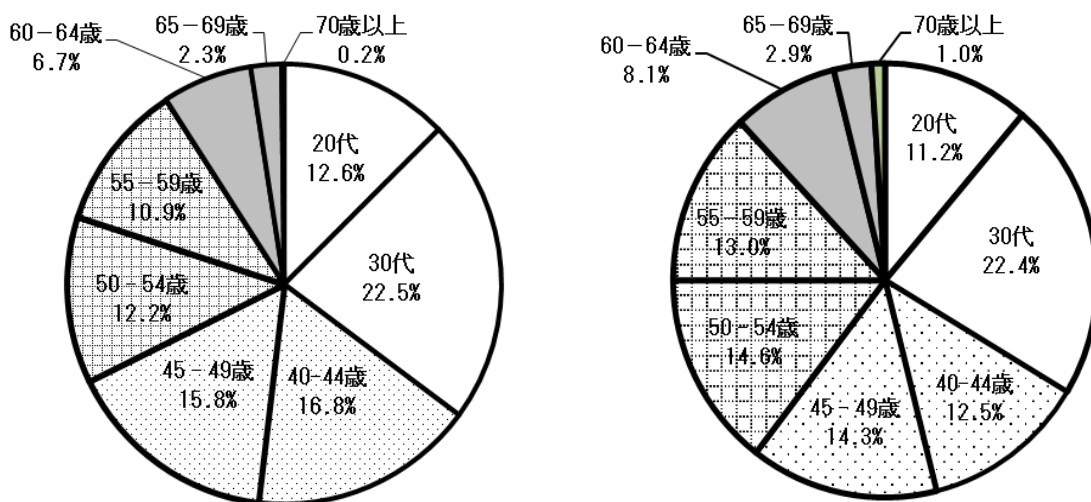 60－64歳
6.7%
65－69歳
2.3%
70歳以上
0.2%
20代
12.6%
30代
22.5%
40-44歳
16.8%
45－49歳
15.8%
50－54歳
12.2%
55－59歳
10.9%
60－64歳
8.1%
65－69歳
2.9%
70歳以上
1.0%
20代
11.2%
30代
22.4%
40-44歳
12.5%
45－49歳
14.3%
50－54歳
14.6%
55－59歳
13.0%